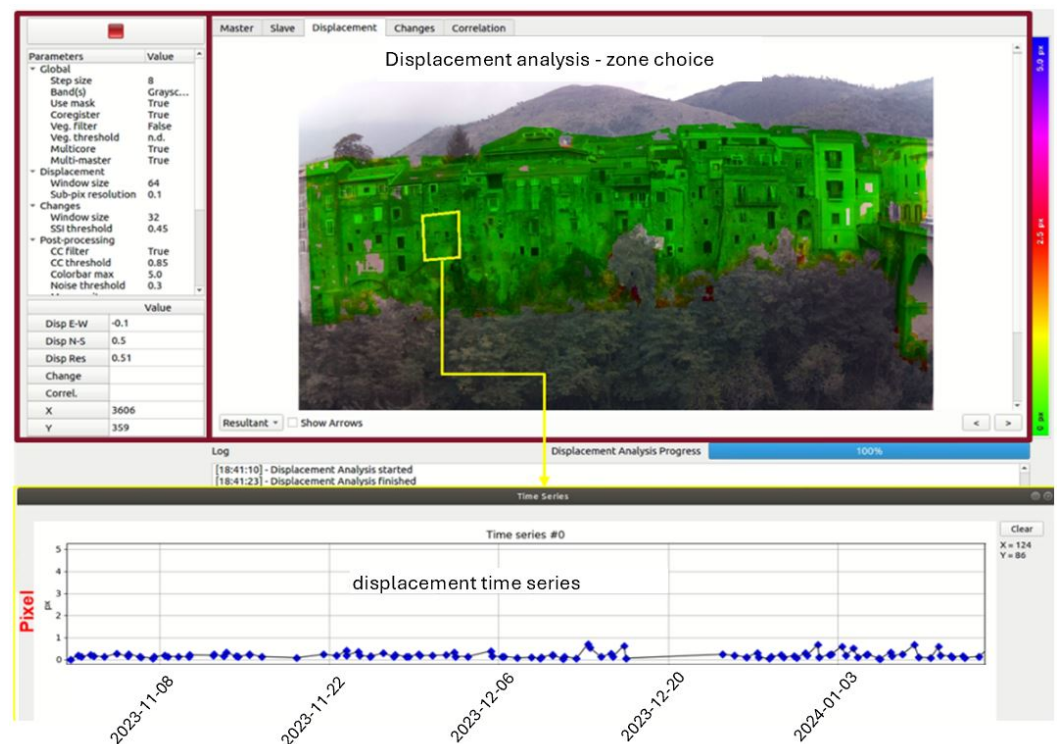 Master Slave Displacement Changes Correlation
Displacement analysis - zone choice
Parameters Value
Global
Step size 8
Band(s) Graysc...
Use mask True
Coregister True
Veg. filter False
Veg. threshold n.d.
Multicore True
Multi-master True
Displacement
Window size 64
Sub-pix resolution 0.1
Changes
Window size 32
SSI threshold 0.45
Post-processing
CC filter True
CC threshold 0.85
Colorbar max 5.0
Noise threshold 0.3
Value
Disp E-W -0.1
Disp N-S 0.5
Disp Res 0.51
Change
Correl.
X 3606
Y 359
5.0 px
2.5 px
0 px
Resultant Show Arrows < >
Log Displacement Analysis Progress 100%
[18:41:10] - Displacement Analysis started
[18:41:23] - Displacement Analysis finished
Time Series
Time series #0
Clear
X = 124
Y = 86
displacement time series
Pixel
px
5
4
3
2
1
0
2023-11-08
2023-11-22
2023-12-06
2023-12-20
2024-01-03